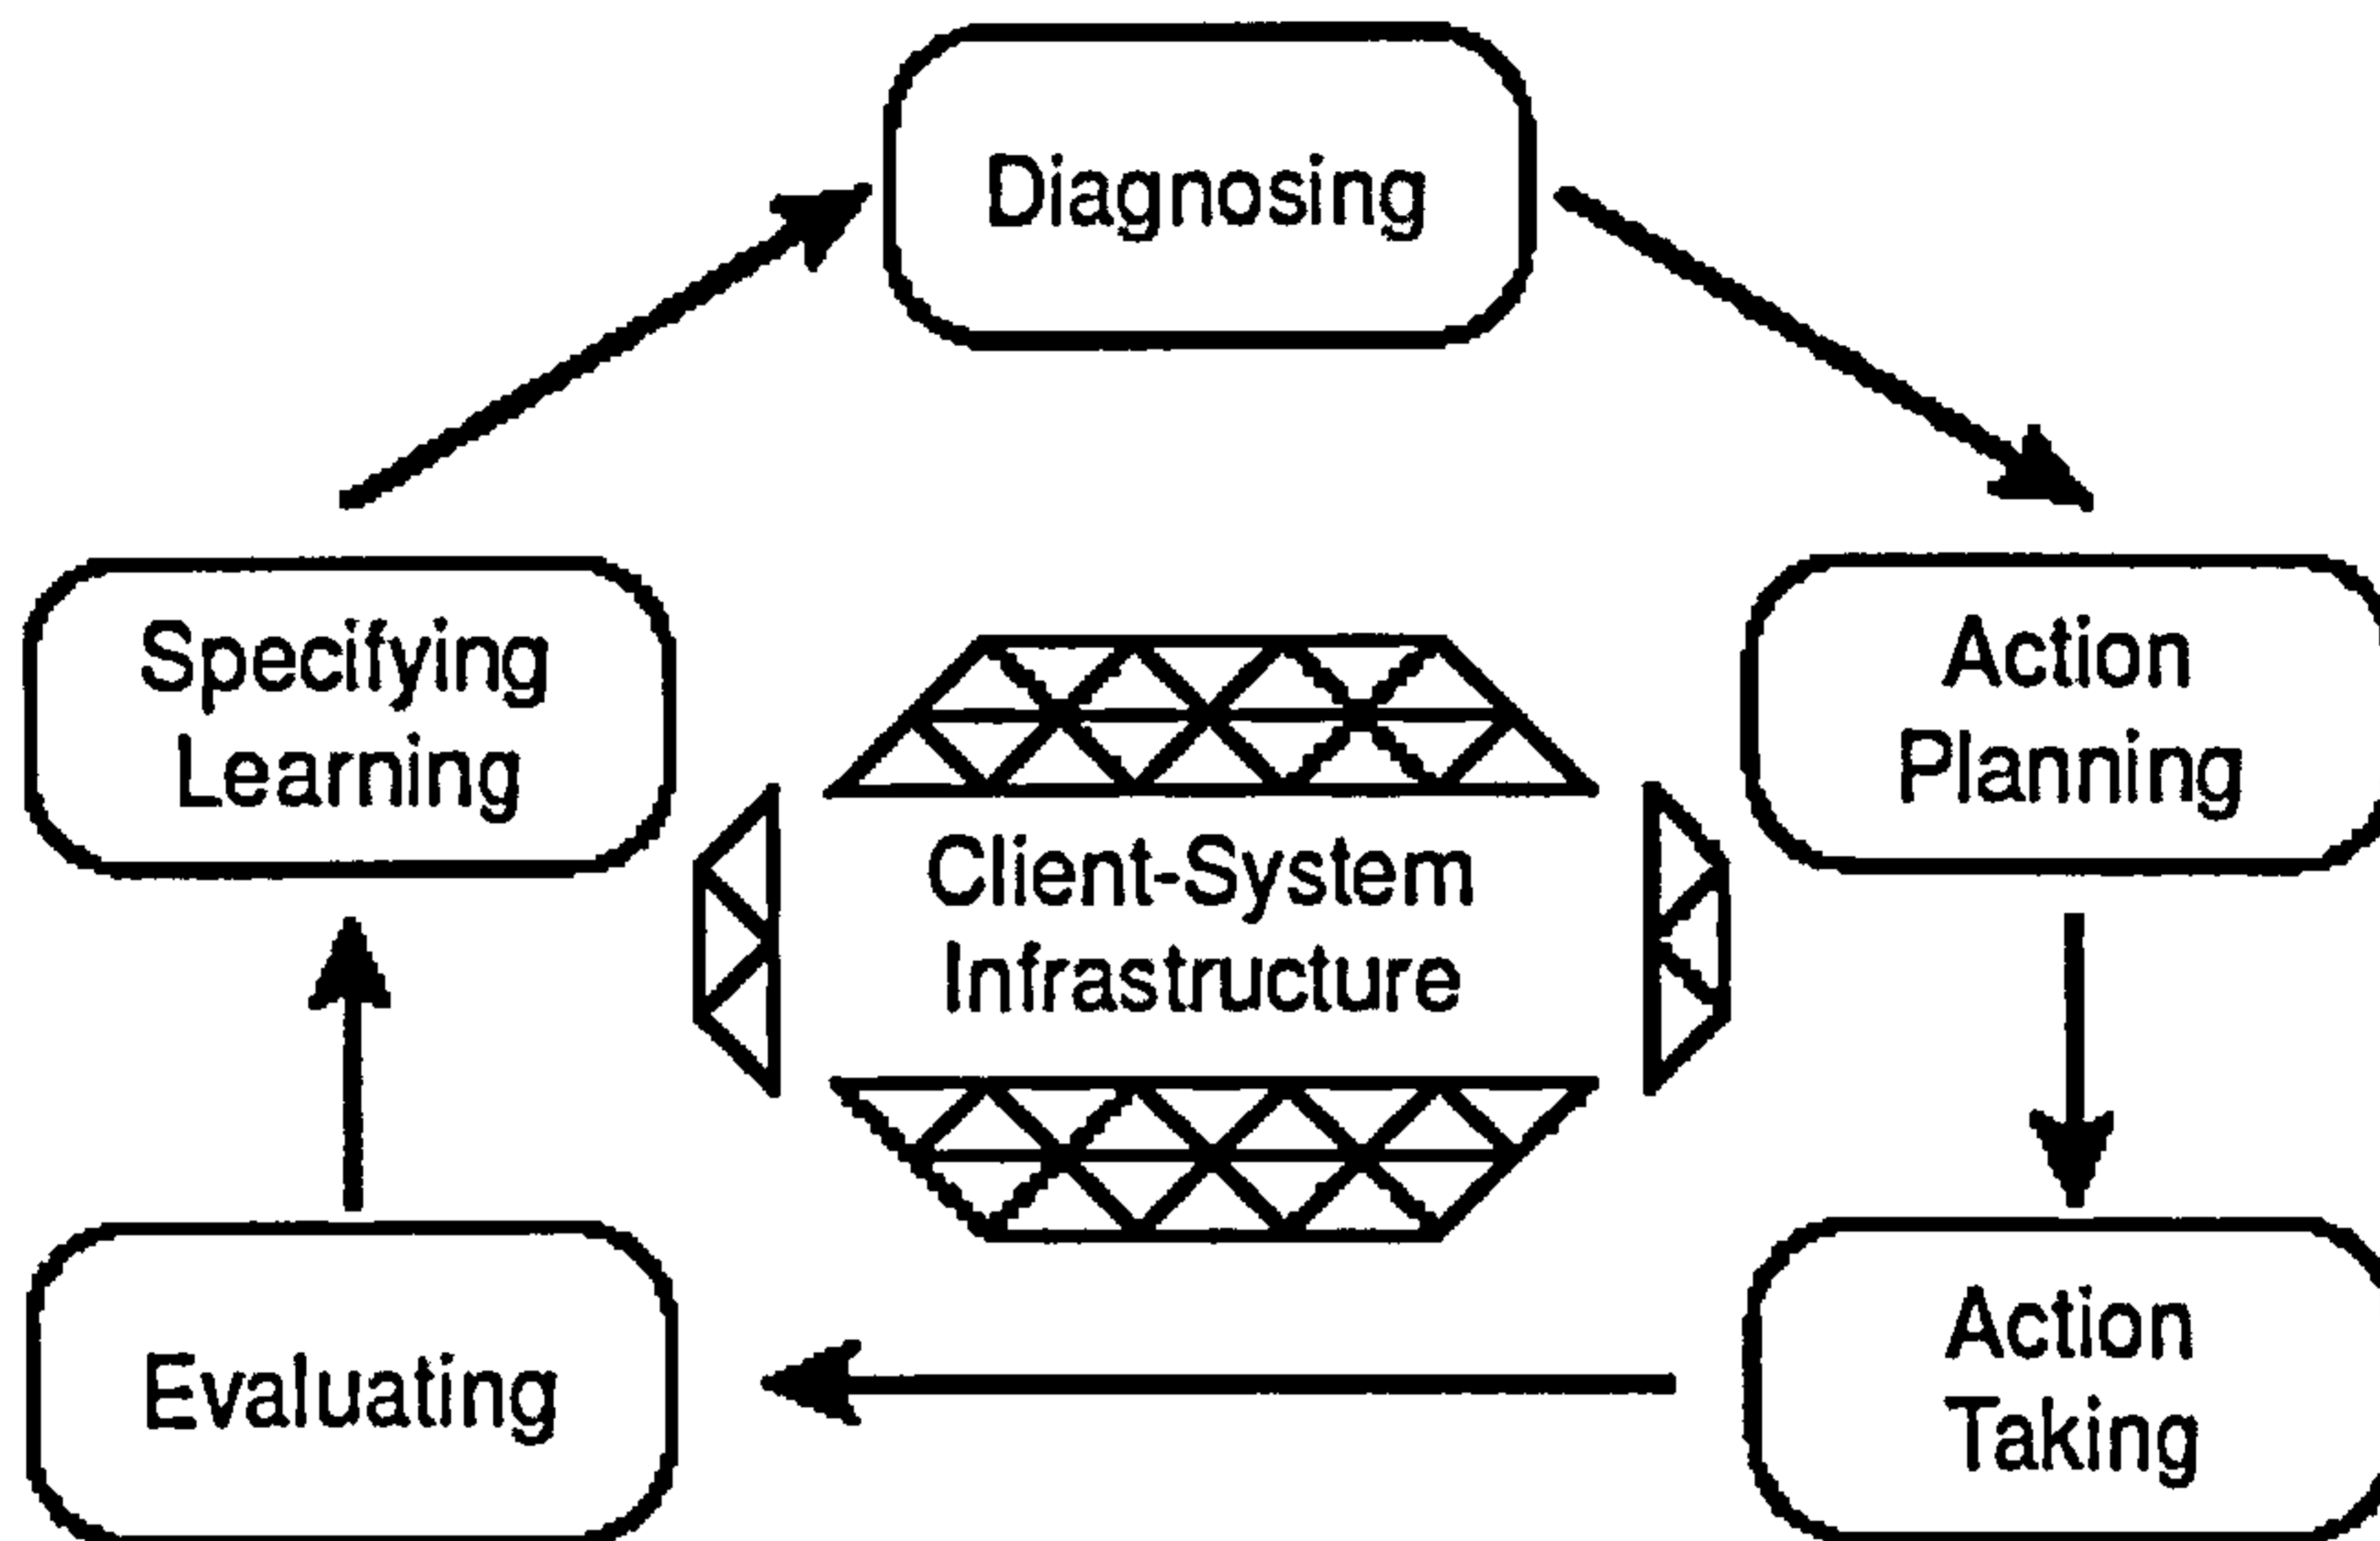 Diagnosing
Specifying
Learning
Action
Planning
Client-System
Infrastructure
Evaluating
Action
Taking